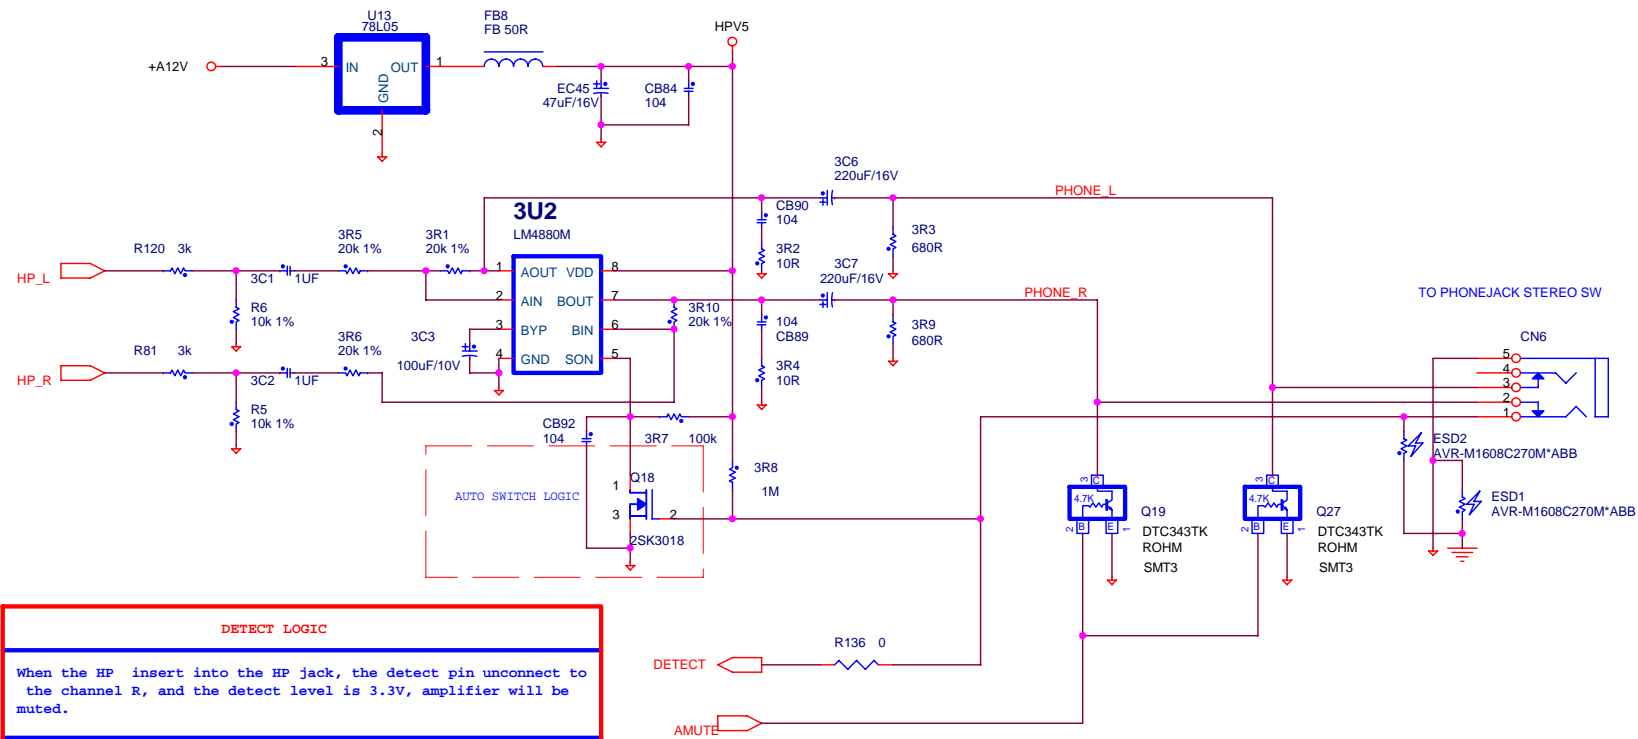 U13
78L05
FB8
FB 50R
HPV5
+A12V
3
IN
OUT
1
GND
2
EC45
47uF/16V
CB84
104
3C6
220uF/16V
PHONE_L
3U2
LM4880M
CB90
104
3R2
10R
3R3
680R
R120 3k
3R5
20k 1%
3R1
20k 1%
HP_L
3C1
1UF
1
AOUT
VDD
8
3C7
220uF/16V
PHONE_R
2
AIN
BOUT
7
R6
10k 1%
3R10
20k 1%
3
BYP
BIN
6
104
CB89
3R9
680R
TO PHONEJACK STEREO SW
CN6
R81 3k
3R6
20k 1%
3C3
100uF/10V
4
GND
SON
5
3R4
10R
HP_R
3C2
1UF
R5
10k 1%
5
4
3
2
1
CB92
104
3R7 100k
ESD2
AVR-M1608C270M*ABB
3R8
1M
AUTO SWITCH LOGIC
Q18
1
3
2
2SK3018
ESD1
AVR-M1608C270M*ABB
3
C
4.7K
2
B
E
1
Q19
DTC343TK
ROHM
SMT3
3
C
4.7K
2
B
E
1
Q27
DTC343TK
ROHM
SMT3
DETECT LOGIC
When the HP insert into the HP jack, the detect pin unconnect to
the channel R, and the detect level is 3.3V, amplifier will be
muted.
R136 0
DETECT
AMUTE